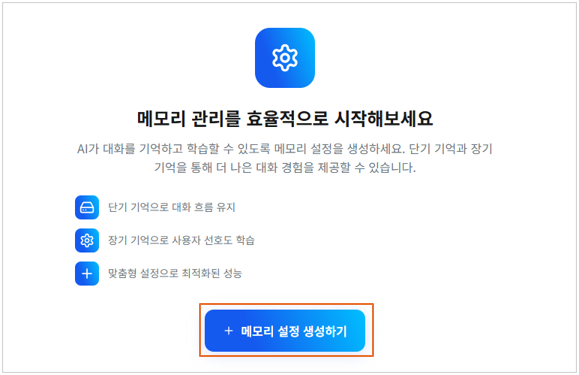 메모리 관리를 효율적으로 시작해보세요
AI가 대화를 기억하고 학습할 수 있도록 메모리 설정을 생성하세요. 단기 기억과 장기
기억을 통해 더 나은 대화 경험을 제공할 수 있습니다.
단기 기억으로 대화 흐름 유지
장기 기억으로 사용자 선호도 학습
맞춤형 설정으로 최적화된 성능
+ 메모리 설정 생성하기